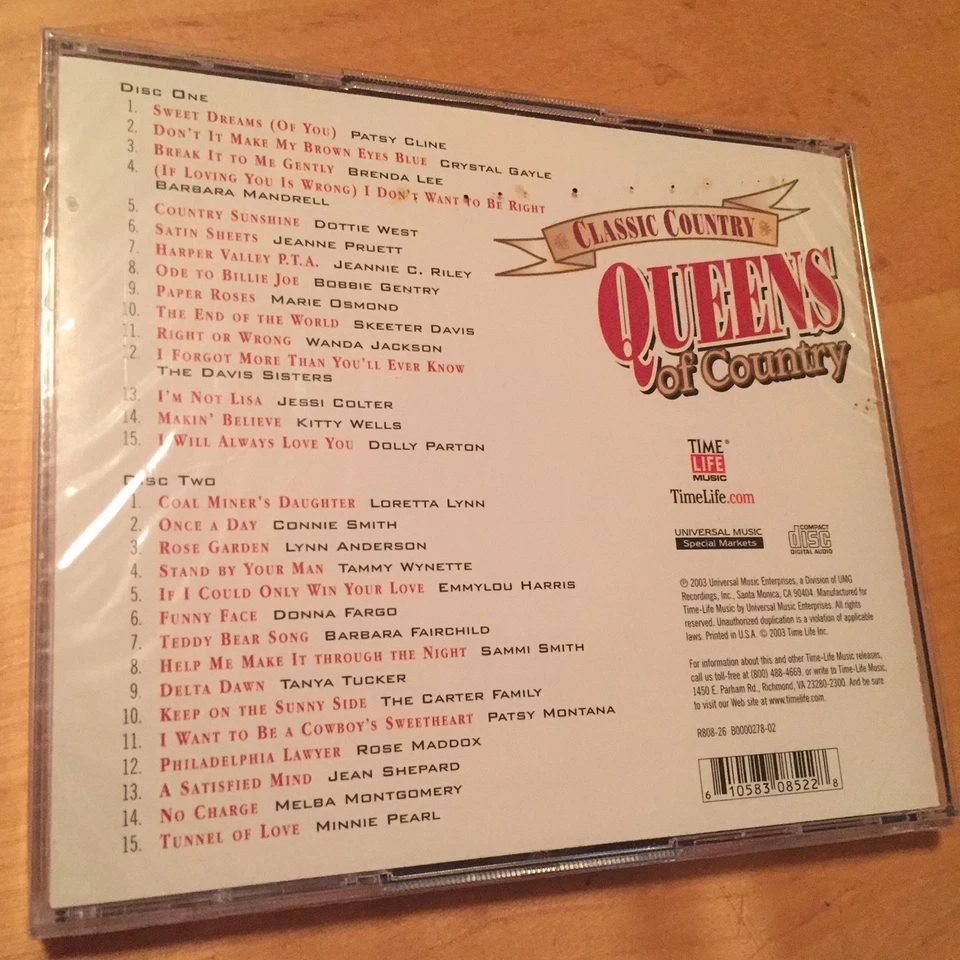 Disc One
1. Sweet Dreams (Of You) Patsy Cline
2. Don't It Make My Brown Eyes Blue Crystal Gayle
3. Break It to Me Gently Brenda Lee
4. (If Loving You Is Wrong) I Don't Want to Be Right
Barbara Mandrell
5. Country Sunshine Dottie West
6. Satin Sheets Jeanne Pruett
7. Harper Valley P.T.A. Jeannie C. Riley
8. Ode to Billie Joe Bobbie Gentry
9. Paper Roses Marie Osmond
10. The End of the World Skeeter Davis
11. Right or Wrong Wanda Jackson
12. I Forgot More Than You'll Ever Know
The Davis Sisters
13. I'm Not Lisa Jessi Colter
14. Makin' Believe Kitty Wells
15. I Will Always Love You Dolly Parton
Disc Two
1. Coal Miner's Daughter Loretta Lynn
2. Once a Day Connie Smith
3. Rose Garden Lynn Anderson
4. Stand by Your Man Tammy Wynette
5. If I Could Only Win Your Love Emmylou Harris
6. Funny Face Donna Fargo
7. Teddy Bear Song Barbara Fairchild
8. Help Me Make It through the Night Sammi Smith
9. Delta Dawn Tanya Tucker
10. Keep on the Sunny Side The Carter Family
11. I Want to Be a Cowboy's Sweetheart Patsy Montana
12. Philadelphia Lawyer Rose Maddox
13. A Satisfied Mind Jean Shepard
14. No Charge Melba Montgomery
15. Tunnel of Love Minnie Pearl
Classic Country
Queens
of Country
TIME®
LIFE
MUSIC
TimeLife.com
UNIVERSAL MUSIC
Special Markets
COMPACT
disc
DIGITAL AUDIO
℗ 2003 Universal Music Enterprises, a Division of UMG
Recordings, Inc., Santa Monica, CA 90404. Manufactured for
Time-Life Music by Universal Music Enterprises. All rights
reserved. Unauthorized duplication is a violation of applicable
laws. Printed in U.S.A. © 2003 Time Life Inc.
For information about this and other Time-Life Music releases,
call us toll-free at (800) 488-4669, or write to Time-Life Music,
1450 E. Parham Rd., Richmond, VA 23280-2300. And be sure
to visit our Web site at www.timelife.com.
R808-26 B0000278-02
6 10583 08522 8